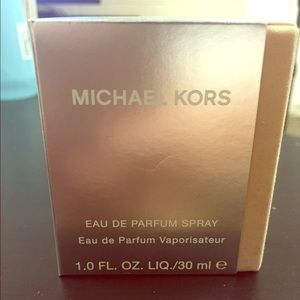 MICHAEL KORS
EAU DE PARFUM SPRAY
Eau de Parfum Vaporisateur
1.0 FL. OZ. LIQ./30 ml ℮